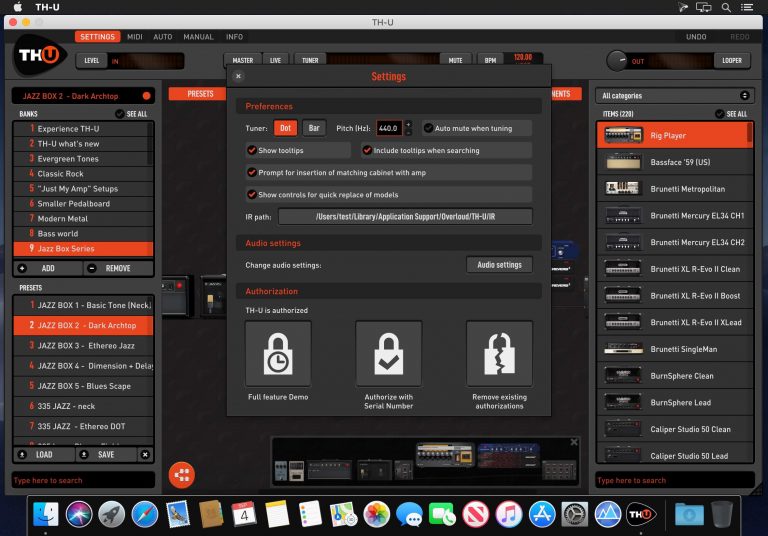 TH-U
TH-U
SETTINGS MIDI AUTO MANUAL INFO UNDO REDO
THU LEVEL IN MASTER LIVE TUNER MUTE BPM 120.00 OUT LOOPER
Settings
PRESETS
JAZZ BOX 2 - Dark Archtop
BANKS SEE ALL
1 Experience TH-U
2 TH-U what's new
3 Evergreen Tones
4 Classic Rock
5 "Just My Amp" Setups
6 Smaller Pedalboard
7 Modern Metal
8 Bass world
9 Jazz Box Series
ADD REMOVE
PRESETS
1 JAZZ BOX 1 - Basic Tone (Neck,
2 JAZZ BOX 2 - Dark Archtop
3 JAZZ BOX 3 - Ethereo Jazz
4 JAZZ BOX 4 - Dimension + Delay
5 JAZZ BOX 5 - Blues Scape
6 335 JAZZ - neck
7 335 JAZZ - Ethereo DOT
LOAD SAVE
Type here to search
Preferences
Tuner: Dot Bar Pitch (Hz): 440.0 Auto mute when tuning
Show tooltips Include tooltips when searching
Prompt for insertion of matching cabinet with amp
Show controls for quick replace of models
IR path: /Users/test/Library/Application Support/Overloud/TH-U/IR
Audio settings
Change audio settings: Audio settings
Authorization
TH-U is authorized
Full feature Demo
Authorize with
Serial Number
Remove existing
authorizations
All categories
ITEMS (220) SEE ALL
Rig Player
Bassface '59 (US)
Brunetti Metropolitan
Brunetti Mercury EL34 CH1
Brunetti Mercury EL34 CH2
Brunetti XL R-Evo II Clean
Brunetti XL R-Evo II Boost
Brunetti XL R-Evo II XLead
Brunetti SingleMan
BurnSphere Clean
BurnSphere Lead
Caliper Studio 50 Clean
Caliper Studio 50 Lead
Type here to search
SEP
4
THU